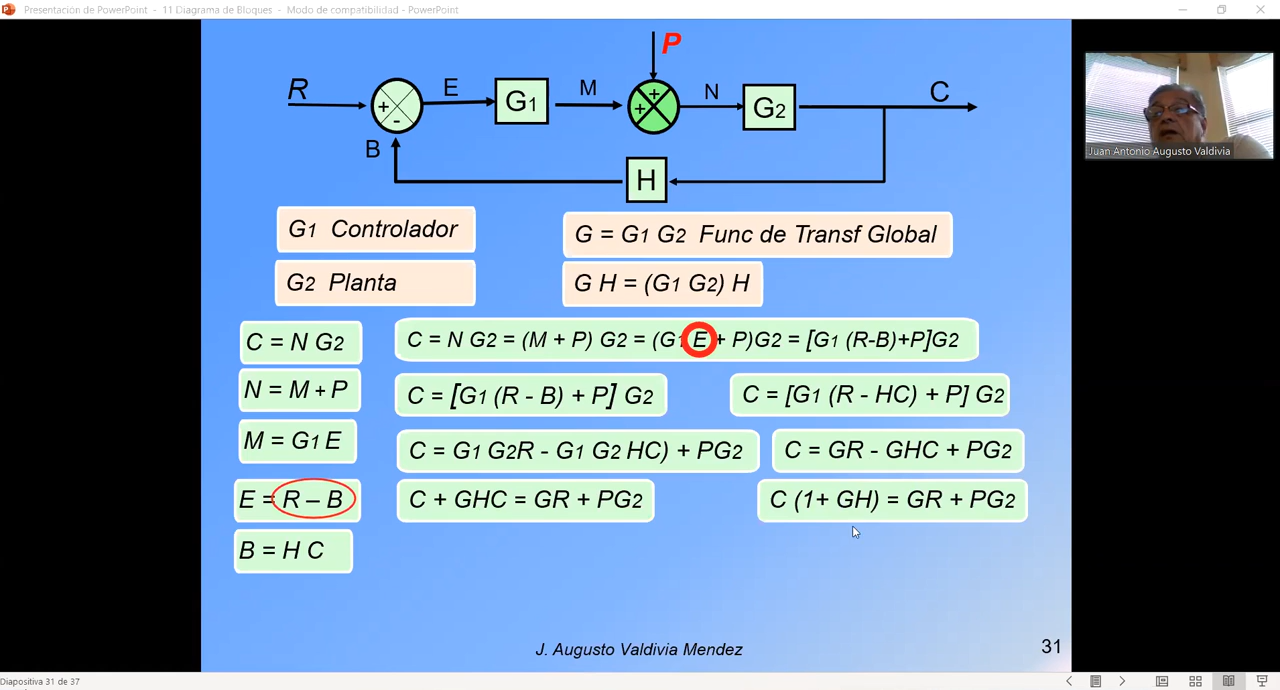 Presentación de PowerPoint - 11 Diagrama de Bloques - Modo de compatibilidad - PowerPoint
P
R
E
G1
M
N
G2
C
+
-
+
+
B
H
Juan Antonio Augusto Valdivia
G1 Controlador
G = G1 G2 Func de Transf Global
G2 Planta
G H = (G1 G2) H
C = N G2
C = N G2 = (M + P) G2 = (G1 E + P)G2 = [G1 (R-B)+P]G2
N = M + P
C = [G1 (R - B) + P] G2
C = [G1 (R - HC) + P] G2
M = G1 E
C = G1 G2R - G1 G2 HC) + PG2
C = GR - GHC + PG2
E = R – B
C + GHC = GR + PG2
C (1+ GH) = GR + PG2
B = H C
J. Augusto Valdivia Mendez
31
Diapositiva 31 de 37